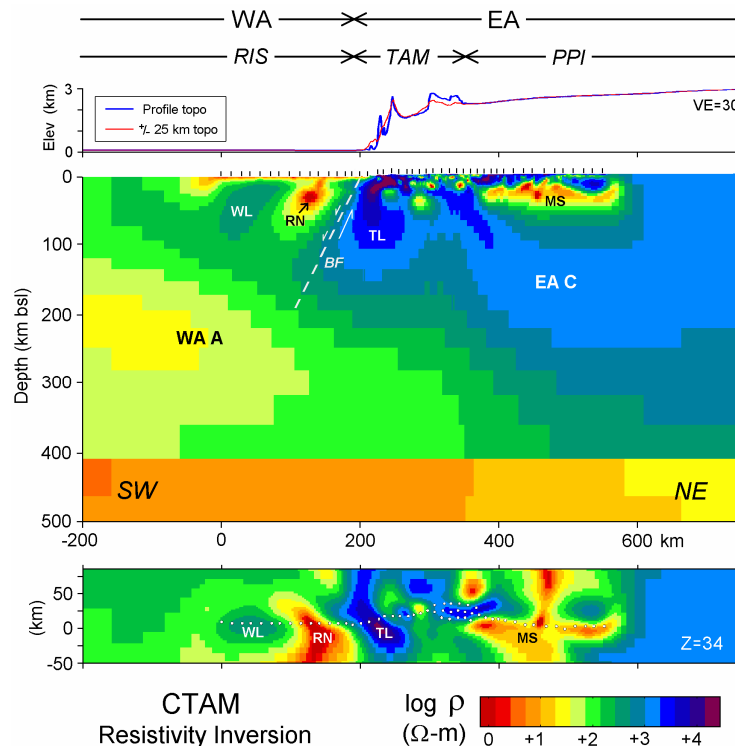 WA EA
RIS TAM PPI
Elev (km)
3
0
Profile topo
+/- 25 km topo
VE=30
Depth (km bsl)
0
100
200
300
400
500
WL
RN
BF
TL
MS
WA A
EA C
SW
NE
-200 0 200 400 600 km
(km)
50
0
-50
WL
RN
TL
MS
Z=34
CTAM
Resistivity Inversion
log ρ
(Ω-m)
0 +1 +2 +3 +4